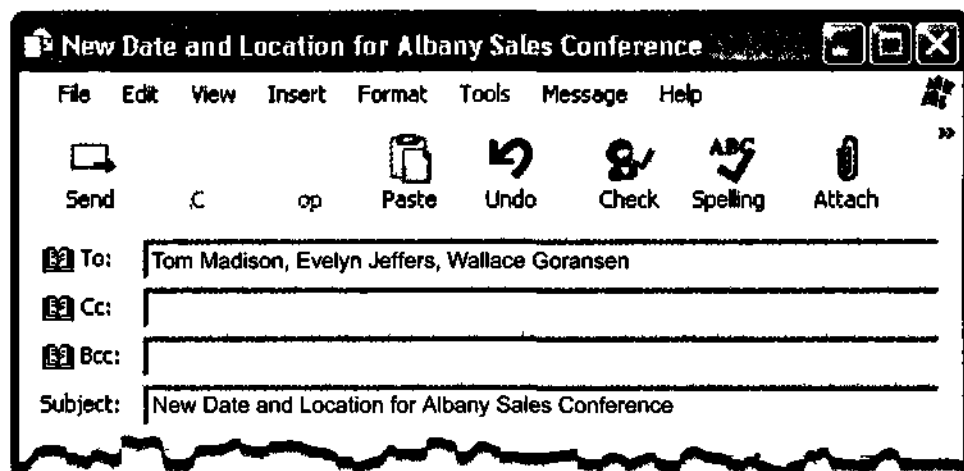 New Date and Location for Albany Sales Conference
File Edit View Insert Format Tools Message Help
Send C op Paste Undo Check Spelling Attach
To: Tom Madison, Evelyn Jeffers, Wallace Goransen
Cc:
Bcc:
Subject: New Date and Location for Albany Sales Conference